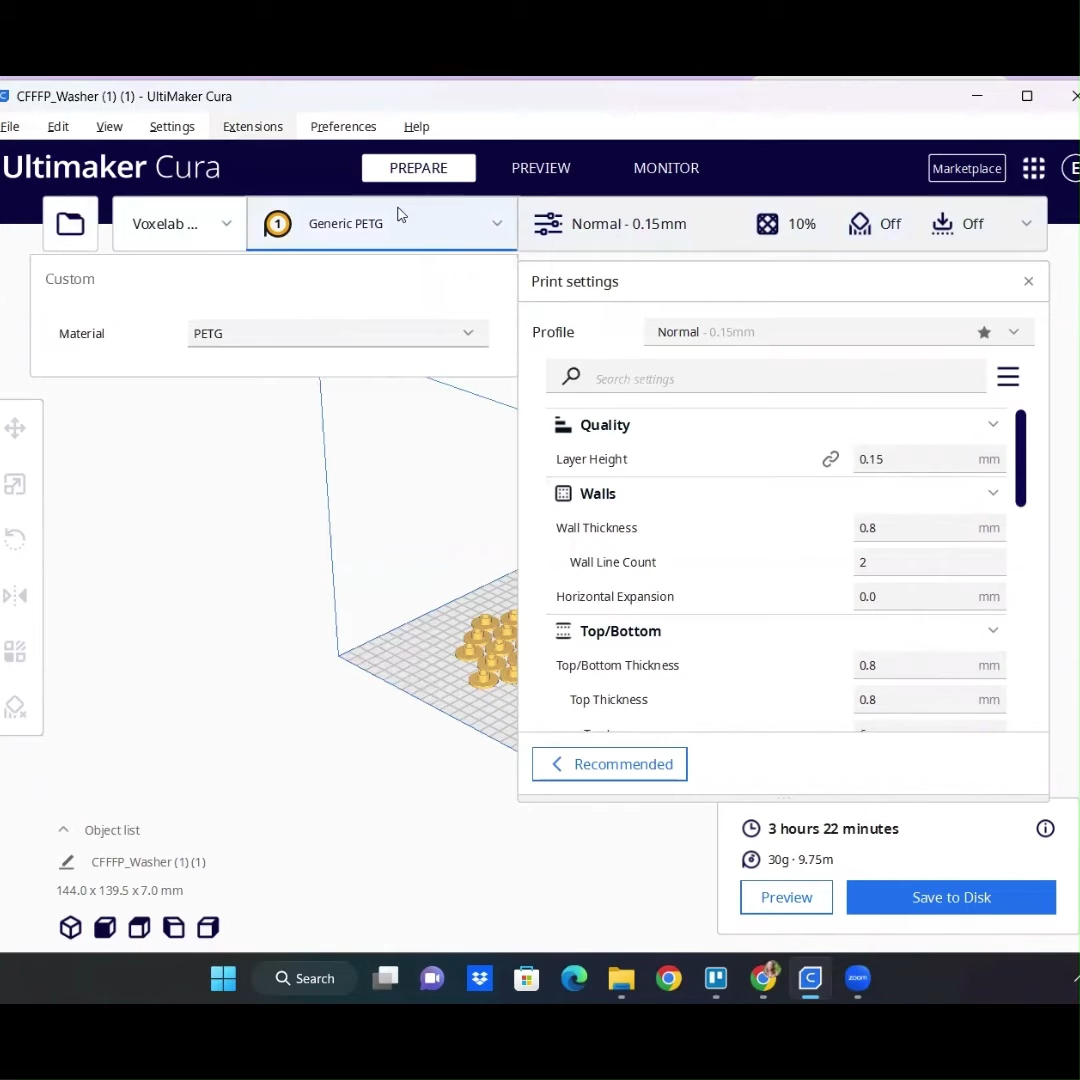 CFFFP_Washer (1) (1) - UltiMaker Cura
File Edit View Settings Extensions Preferences Help
Ultimaker Cura
PREPARE PREVIEW MONITOR
Marketplace
E
Voxelab ...
1 Generic PETG
Normal - 0.15mm 10% Off Off
Custom
Material PETG
Print settings
Profile Normal - 0.15mm
Search settings
Quality
Layer Height 0.15 mm
Walls
Wall Thickness 0.8 mm
Wall Line Count 2
Horizontal Expansion 0.0 mm
Top/Bottom
Top/Bottom Thickness 0.8 mm
Top Thickness 0.8 mm
Recommended
Object list
CFFFP_Washer (1) (1)
144.0 x 139.5 x 7.0 mm
3 hours 22 minutes
30g · 9.75m
Preview Save to Disk
Search
zoom